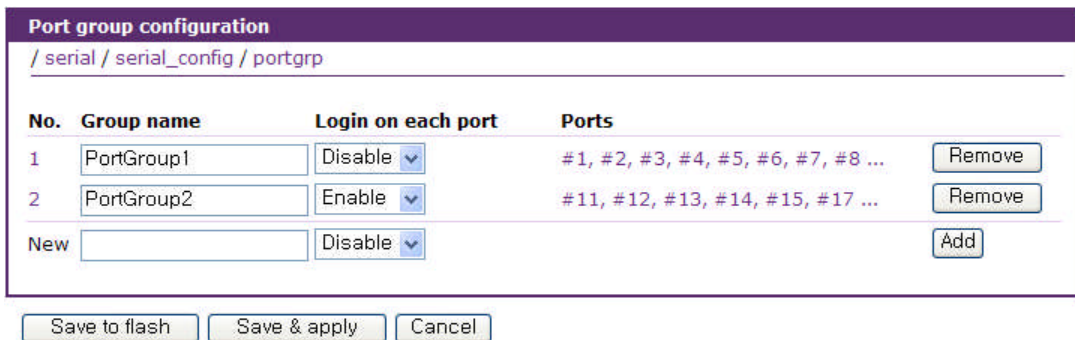 Port group configuration
/ serial / serial_config / portgrp
No. Group name Login on each port Ports
1 PortGroup1 Disable #1, #2, #3, #4, #5, #6, #7, #8 ... Remove
2 PortGroup2 Enable #11, #12, #13, #14, #15, #17 ... Remove
New Disable Add
Save to flash Save & apply Cancel